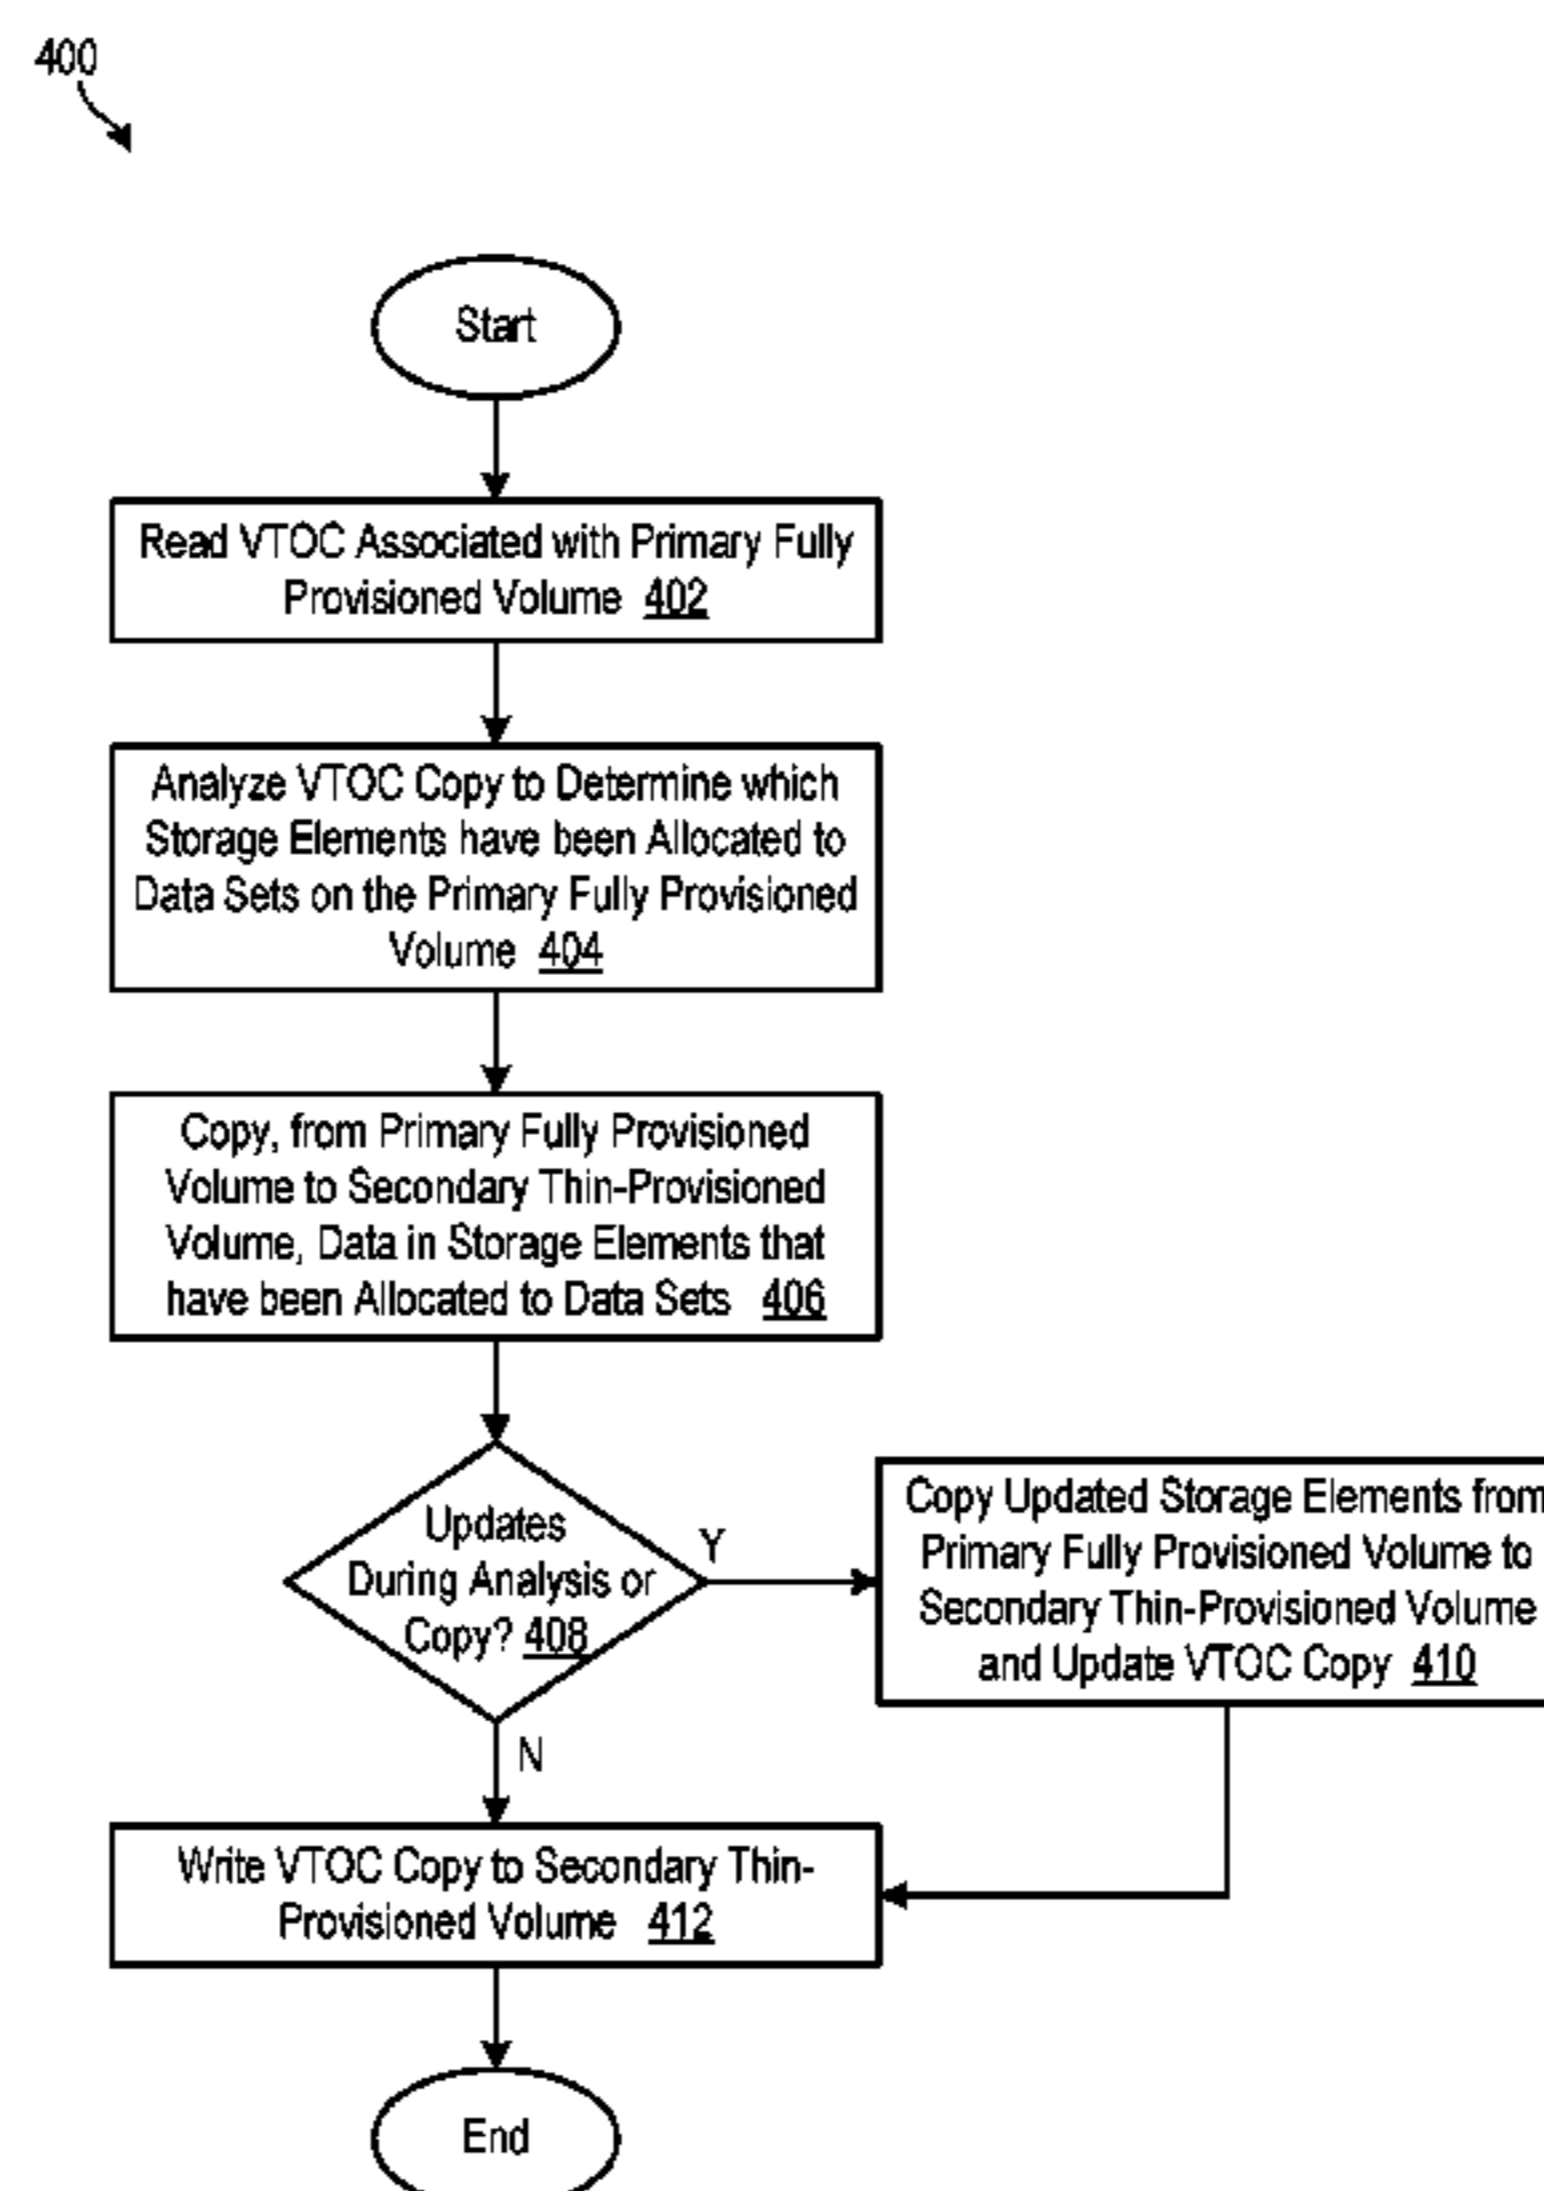 400
Start
Read VTOC Associated with Primary Fully
Provisioned Volume 402
Analyze VTOC Copy to Determine which
Storage Elements have been Allocated to
Data Sets on the Primary Fully Provisioned
Volume 404
Copy, from Primary Fully Provisioned
Volume to Secondary Thin-Provisioned
Volume, Data in Storage Elements that
have been Allocated to Data Sets 406
Updates
During Analysis or
Copy? 408
Y
Copy Updated Storage Elements from
Primary Fully Provisioned Volume to
Secondary Thin-Provisioned Volume
and Update VTOC Copy 410
N
Write VTOC Copy to Secondary Thin-
Provisioned Volume 412
End